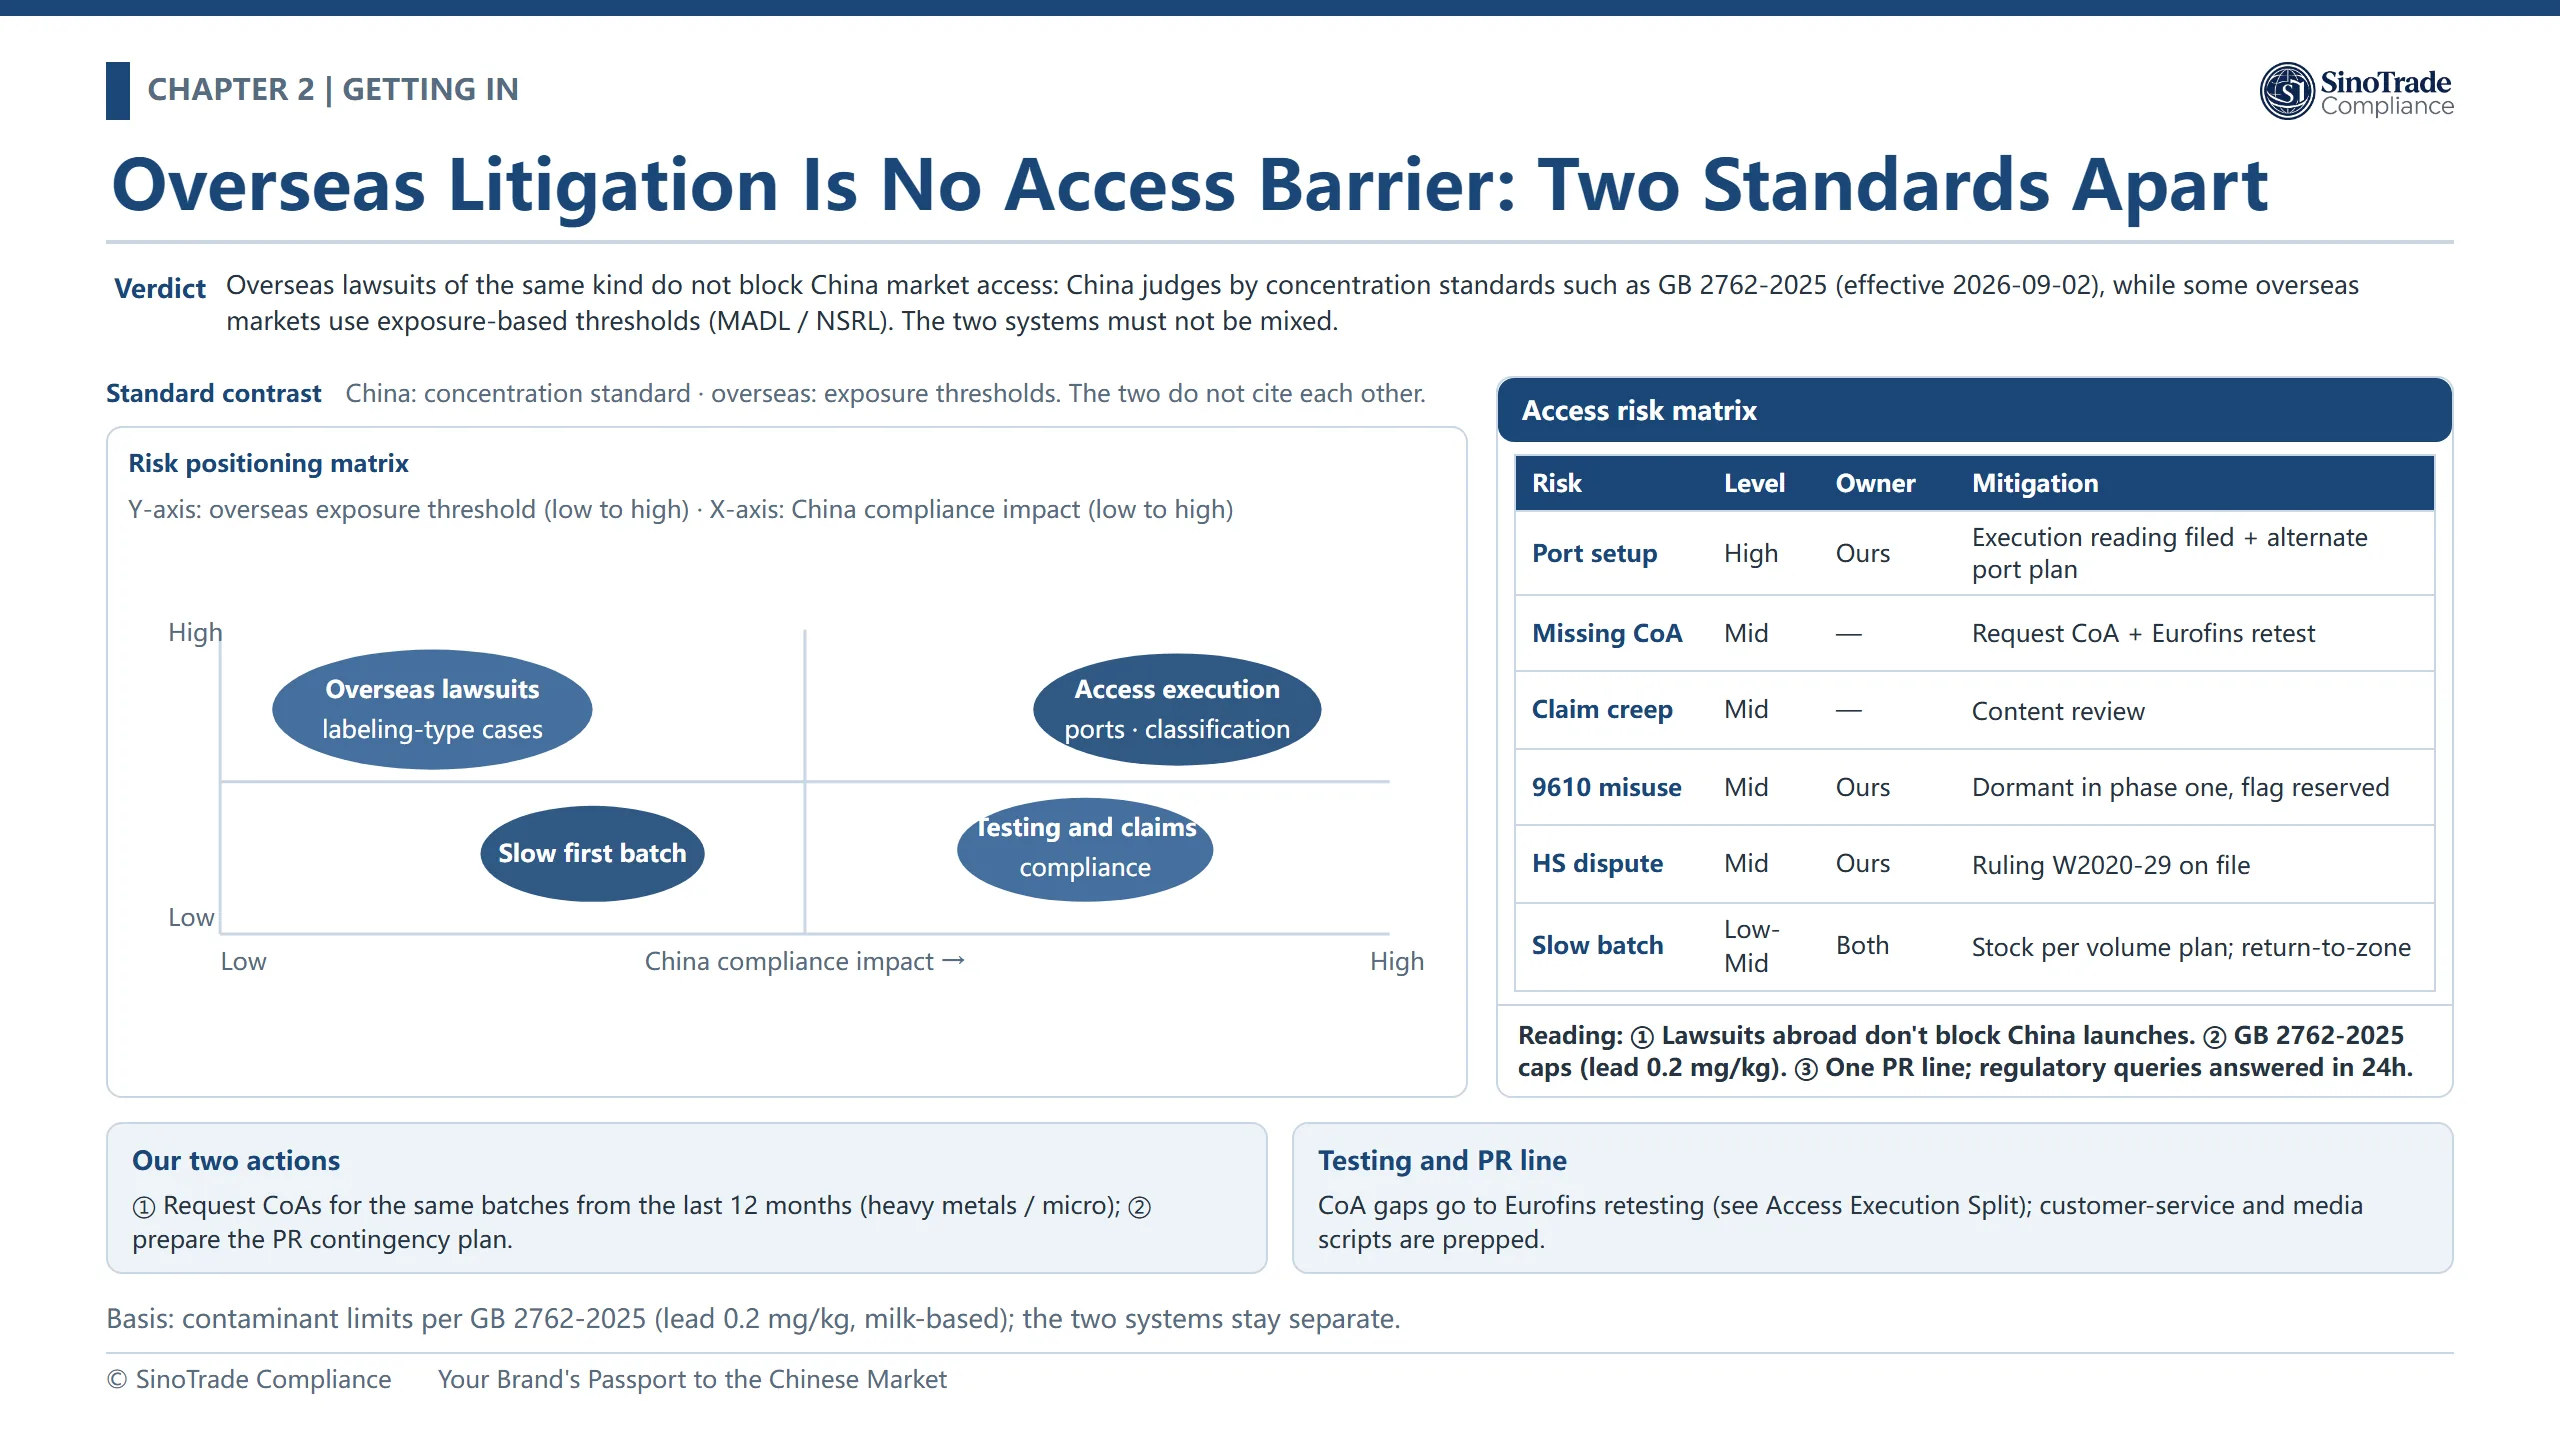 CHAPTER 2 | GETTING IN
SinoTrade
Compliance
Overseas Litigation Is No Access Barrier: Two Standards Apart
Verdict
Overseas lawsuits of the same kind do not block China market access: China judges by concentration standards such as GB 2762-2025 (effective 2026-09-02), while some overseas
markets use exposure-based thresholds (MADL / NSRL). The two systems must not be mixed.
Standard contrast China: concentration standard · overseas: exposure thresholds. The two do not cite each other.
Risk positioning matrix
Y-axis: overseas exposure threshold (low to high) · X-axis: China compliance impact (low to high)
High
Overseas lawsuits
labeling-type cases
Access execution
ports · classification
Slow first batch
Testing and claims
compliance
Low
Low China compliance impact → High
Access risk matrix
Risk Level Owner Mitigation
Port setup High Ours Execution reading filed + alternate
port plan
Missing CoA Mid — Request CoA + Eurofins retest
Claim creep Mid — Content review
9610 misuse Mid Ours Dormant in phase one, flag reserved
HS dispute Mid Ours Ruling W2020-29 on file
Slow batch Low-
Mid Both Stock per volume plan; return-to-zone
Reading: ① Lawsuits abroad don't block China launches. ② GB 2762-2025
caps (lead 0.2 mg/kg). ③ One PR line; regulatory queries answered in 24h.
Our two actions
① Request CoAs for the same batches from the last 12 months (heavy metals / micro); ②
prepare the PR contingency plan.
Testing and PR line
CoA gaps go to Eurofins retesting (see Access Execution Split); customer-service and media
scripts are prepped.
Basis: contaminant limits per GB 2762-2025 (lead 0.2 mg/kg, milk-based); the two systems stay separate.
© SinoTrade Compliance Your Brand's Passport to the Chinese Market